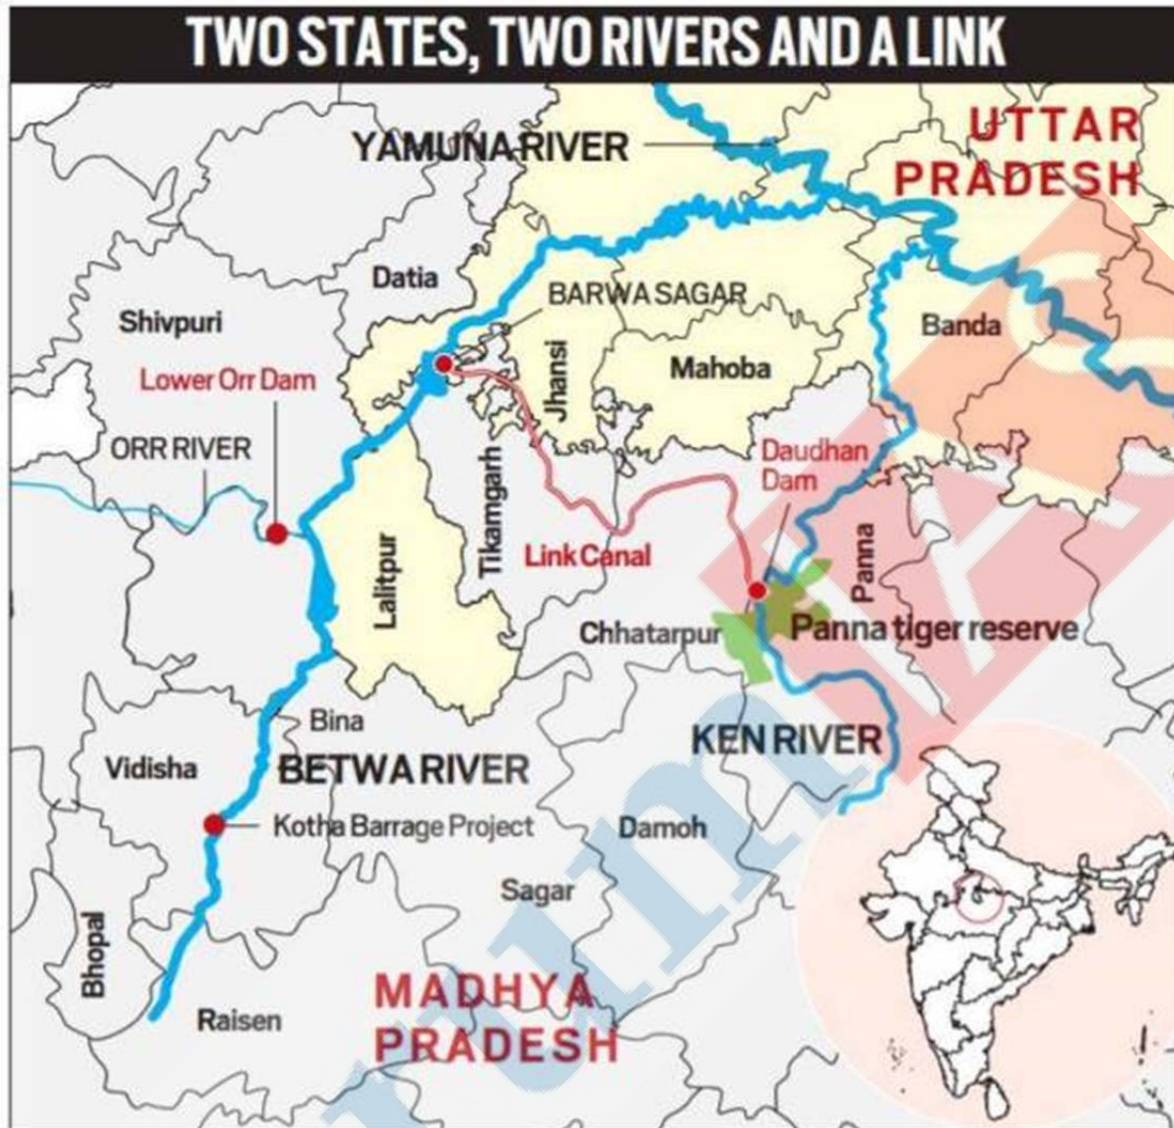 TWO STATES, TWO RIVERS AND A LINK
YAMUNA RIVER
UTTAR
PRADESH
Datia
BARWA SAGAR
Shivpuri
Banda
Jhansi
Mahoba
Lower Orr Dam
ORR RIVER
Daudhan
Dam
Tikamgarh
Lalitpur
Link Canal
Panna
Chhatarpur
Panna tiger reserve
Bina
KEN RIVER
Vidisha
BETWA RIVER
Kotha Barrage Project
Damoh
Sagar
Bhopal
MADHYA
PRADESH
Raisen